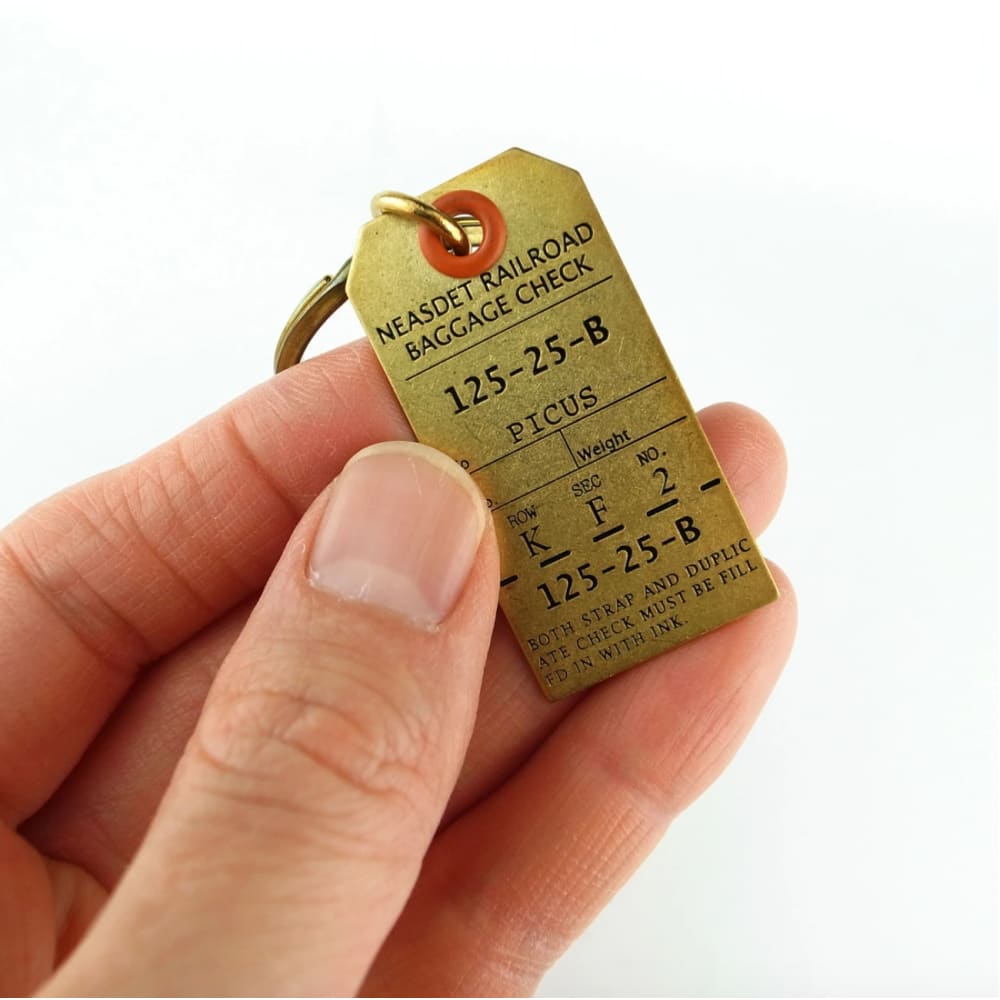 NEASDET RAILROAD
BAGGAGE CHECK
125-25-B
PICUS
Weight
ROW SEC NO.
K F 2
125-25-B
BOTH STRAP AND DUPLIC
ATE CHECK MUST BE FILL
ED IN WITH INK.